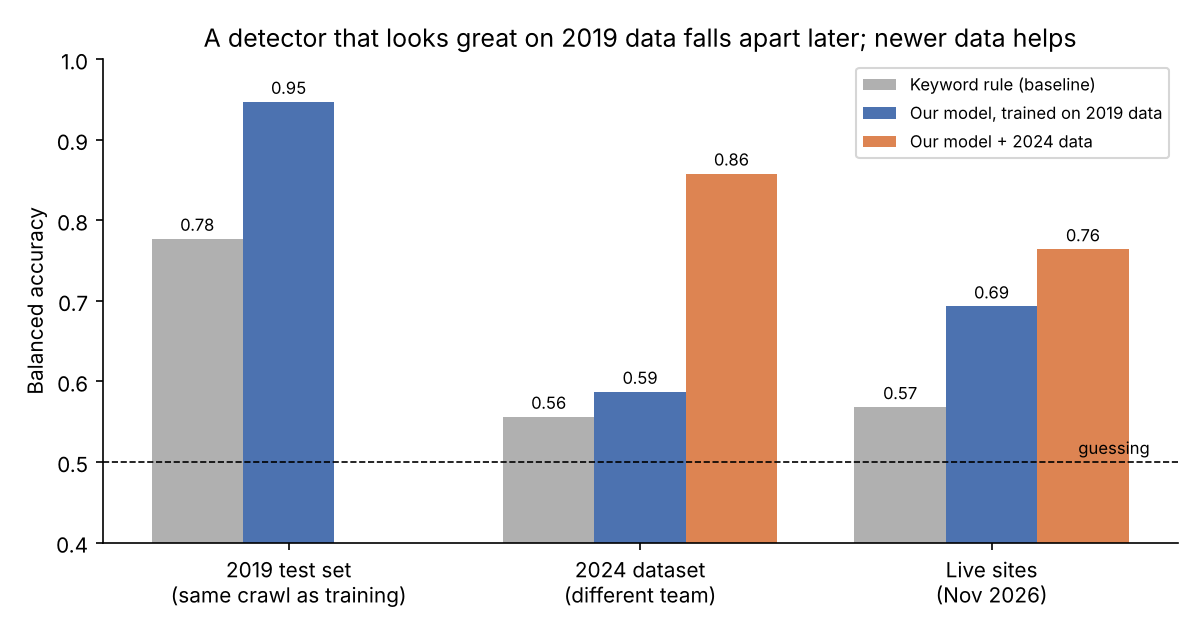 A detector that looks great on 2019 data falls apart later; newer data helps
Keyword rule (baseline)
Our model, trained on 2019 data
Our model + 2024 data
Balanced accuracy
1.0
0.9
0.8
0.7
0.6
0.5
0.4
0.78
0.95
0.56
0.59
0.86
0.57
0.69
0.76
guessing
2019 test set
(same crawl as training)
2024 dataset
(different team)
Live sites
(Nov 2026)